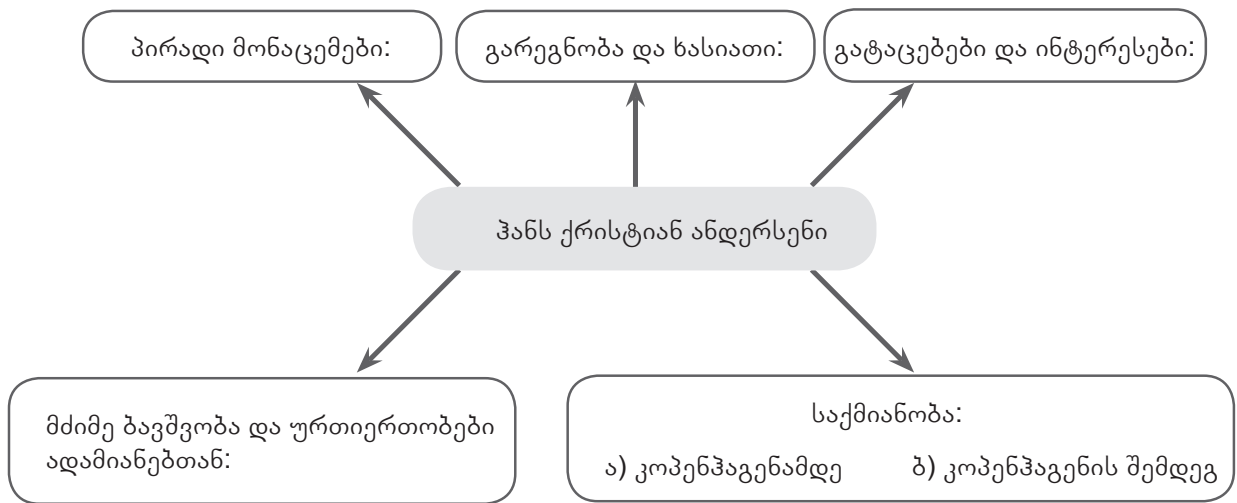 პირადი მონაცემები:
გარეგნობა და ხასიათი:
გატაცებები და ინტერესები:
ჰანს ქრისტიან ანდერსენი
მძიმე ბავშვობა და ურთიერთობები
ადამიანებთან:
საქმიანობა:
ა) კოპენჰაგენამდე ბ) კოპენჰაგენის შემდეგ